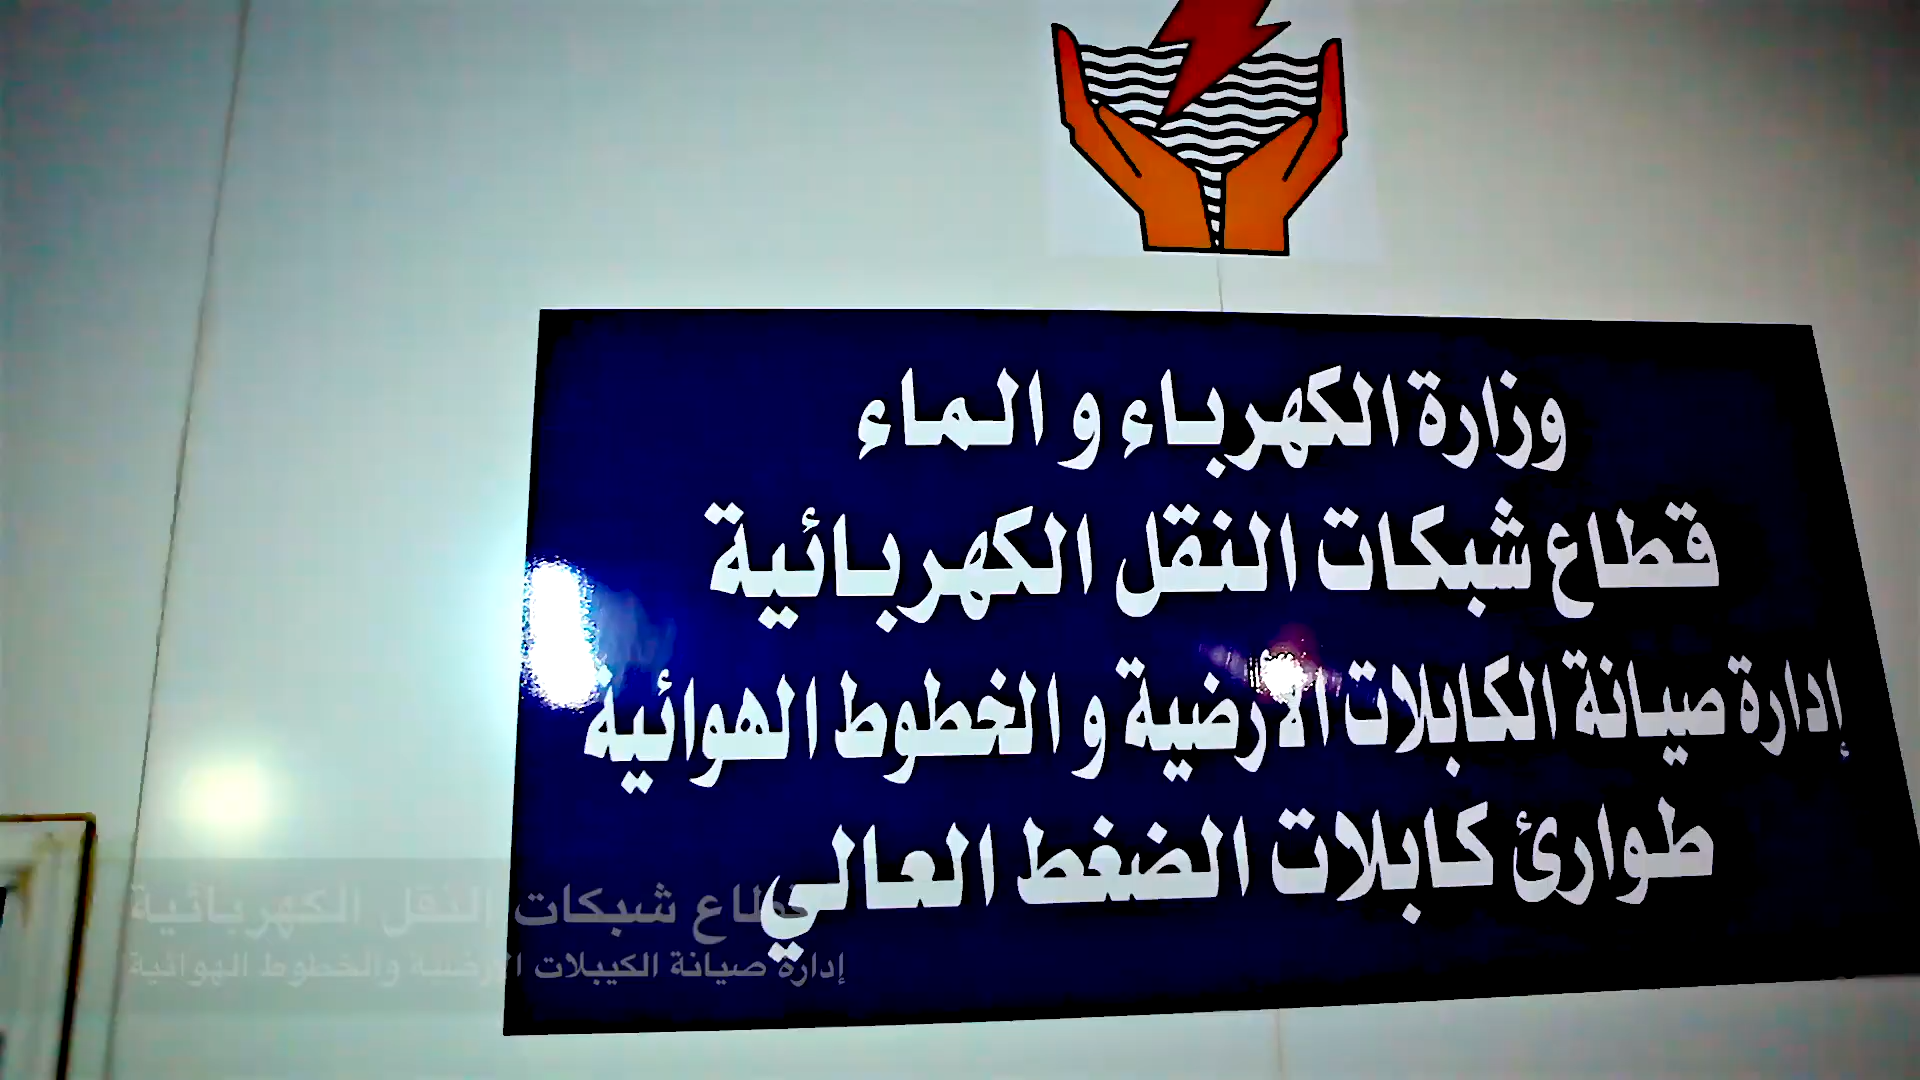 وزارة الكهرباء و الماء
قطاع شبكات النقل الكهربائية
إدارة صيانة الكابلات الأرضية و الخطوط الهوائية
طوارئ كابلات الضغط العالي
قطاع شبكات النقل الكهربائية
إدارة صيانة الكيبلات الأرضية والخطوط الهوائية